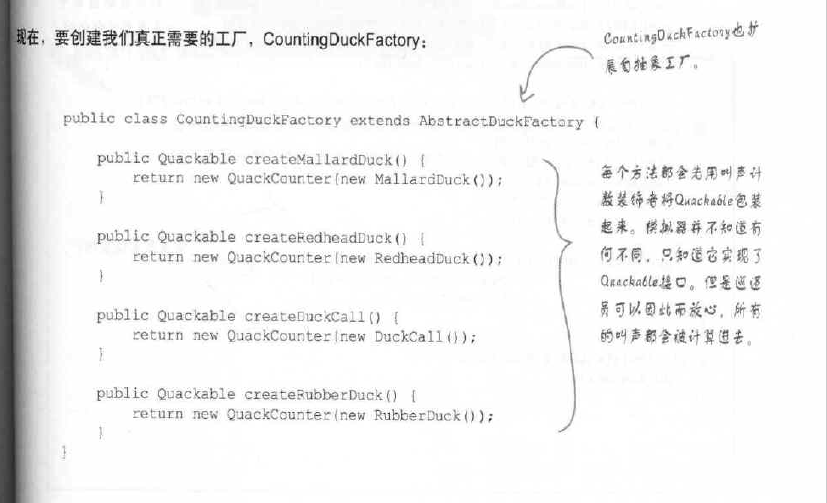 现在，要创建我们真正需要的工厂，CountingDuckFactory：
CountingDuckFactory也扩
展自抽象工厂。
public class CountingDuckFactory extends AbstractDuckFactory {
public Quackable createMallardDuck() {
return new QuackCounter(new MallardDuck());
}
public Quackable createRedheadDuck() {
return new QuackCounter(new RedheadDuck());
}
public Quackable createDuckCall() {
return new QuackCounter(new DuckCall());
}
public Quackable createRubberDuck() {
return new QuackCounter(new RubberDuck());
}
}
每个方法都会先用叫声计
数装饰者将Quackable包装
起来。模拟器并不知道有
何不同，只知道它实现了
Quackable接口。但是巡逻
员可以因此而放心，所有
的叫声都会被计算进去。